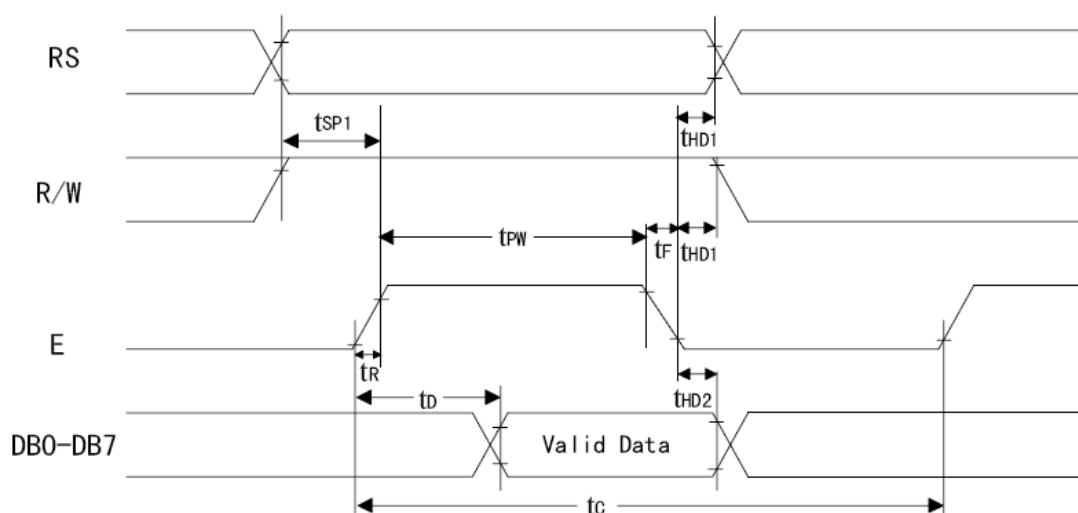 RS
tSP1
tHD1
R/W
tPW
tF
tHD1
E
tR
tD
tHD2
DB0-DB7
Valid Data
tC